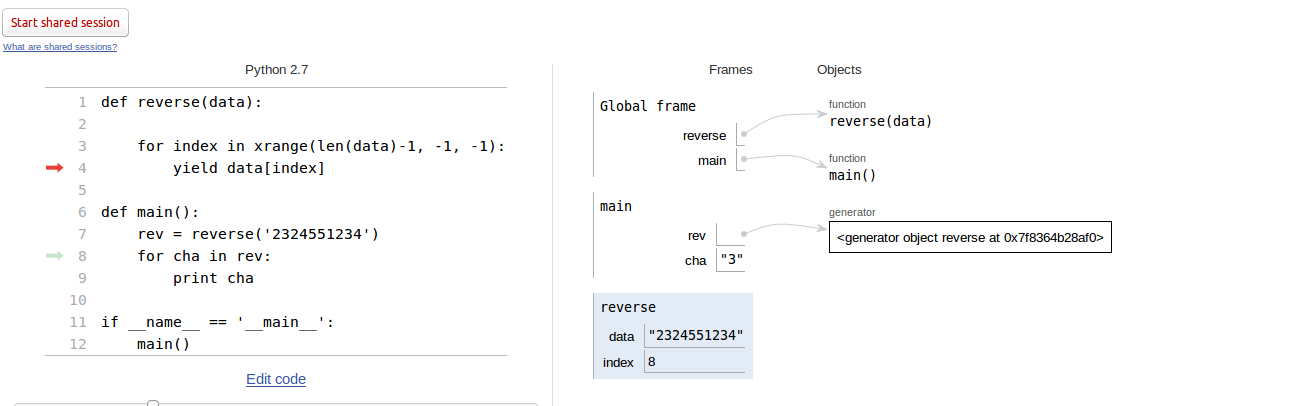 Start shared session
What are shared sessions?
Python 2.7
1 def reverse(data):
2
3     for index in xrange(len(data)-1, -1, -1):
4         yield data[index]
5
6 def main():
7     rev = reverse('2324551234')
8     for cha in rev:
9         print cha
10
11 if __name__ == '__main__':
12     main()
Edit code
Frames Objects
Global frame
reverse
main
function
reverse(data)
function
main()
main
rev
cha "3"
generator
<generator object reverse at 0x7f8364b28af0>
reverse
data "2324551234"
index 8